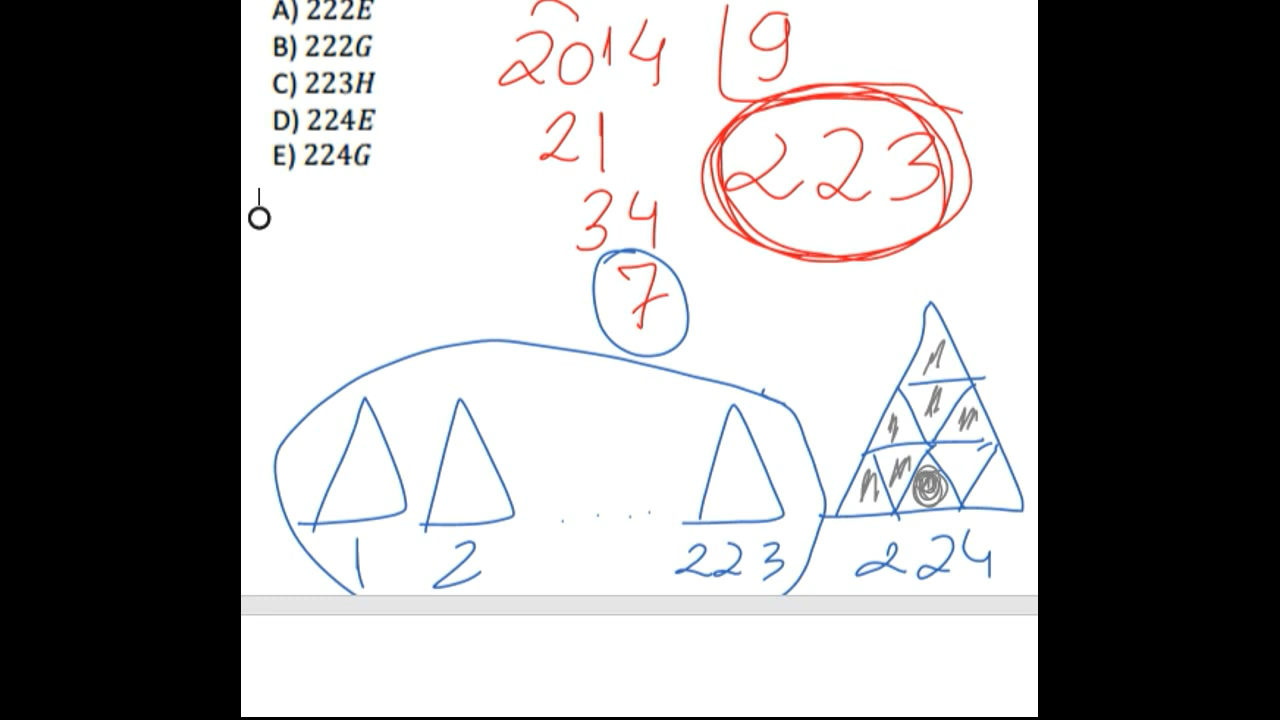 A) 222E
B) 222G
C) 223H
D) 224E
E) 224G
2014 9
21 223
34
7
1 2 ..... 223 224